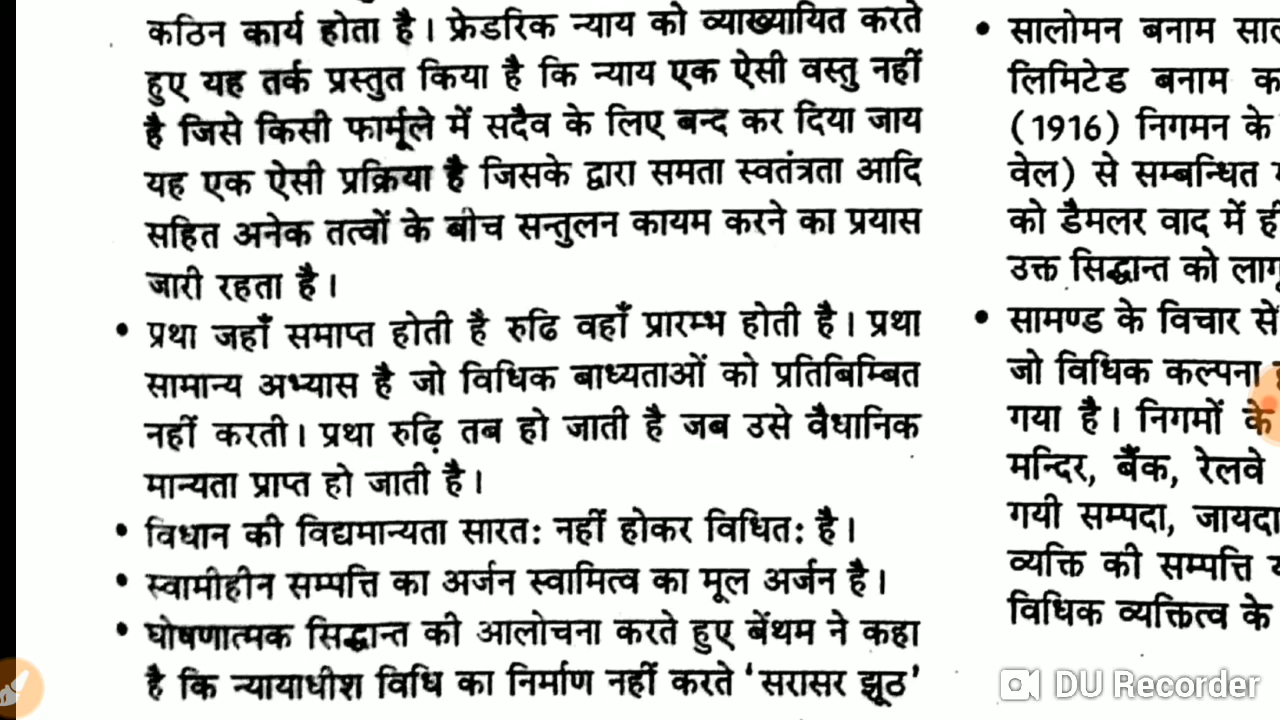 कठिन कार्य होता है। फ्रेडरिक न्याय को व्याख्यायित करते
हुए यह तर्क प्रस्तुत किया है कि न्याय एक ऐसी वस्तु नहीं
है जिसे किसी फार्मूले में सदैव के लिए बन्द कर दिया जाय
यह एक ऐसी प्रक्रिया है जिसके द्वारा समता स्वतंत्रता आदि
सहित अनेक तत्वों के बीच सन्तुलन कायम करने का प्रयास
जारी रहता है।
• प्रथा जहाँ समाप्त होती है रुढि वहाँ प्रारम्भ होती है। प्रथा
सामान्य अभ्यास है जो विधिक बाध्यताओं को प्रतिबिम्बित
नहीं करती। प्रथा रुढ़ि तब हो जाती है जब उसे वैधानिक
मान्यता प्राप्त हो जाती है।
• विधान की विद्यमान्यता सारत: नहीं होकर विधित: है।
• स्वामीहीन सम्पत्ति का अर्जन स्वामित्व का मूल अर्जन है।
• घोषणात्मक सिद्धान्त की आलोचना करते हुए बेंथम ने कहा
है कि न्यायाधीश विधि का निर्माण नहीं करते 'सरासर झूठ'
• सालोमन बनाम
लिमिटेड बनाम
(1916) निगमन के
वेल) से सम्बन्धित
को डैमलर वाद में
उक्त सिद्धान्त को
• सामण्ड के विचार से
जो विधिक कल्पना
गया है। निगमों के
मन्दिर, बैंक, रेलवे
गयी सम्पदा,
व्यक्ति की सम्पत्ति
विधिक व्यक्तित्व के
DU Recorder